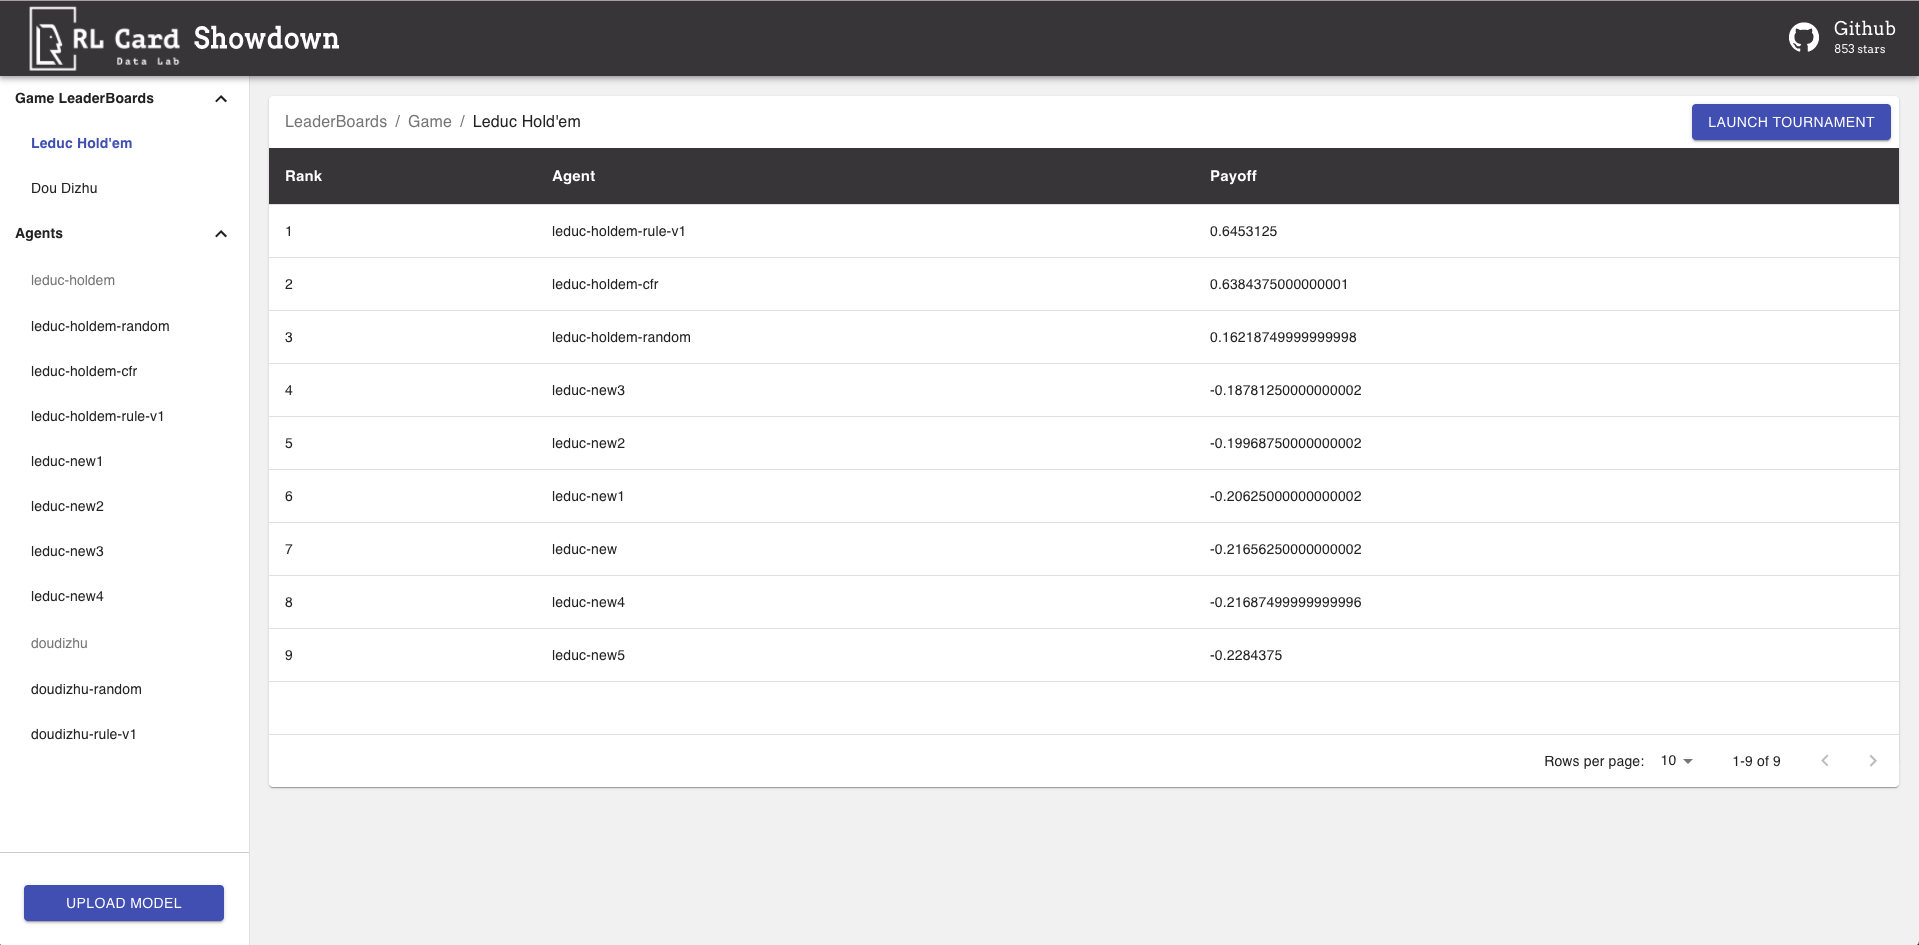 RL Card Showdown
Data Lab
Github
853 stars
Game LeaderBoards
Leduc Hold'em
Dou Dizhu
Agents
leduc-holdem
leduc-holdem-random
leduc-holdem-cfr
leduc-holdem-rule-v1
leduc-new1
leduc-new2
leduc-new3
leduc-new4
doudizhu
doudizhu-random
doudizhu-rule-v1
UPLOAD MODEL
LeaderBoards / Game / Leduc Hold'em
LAUNCH TOURNAMENT
Rank Agent Payoff
1 leduc-holdem-rule-v1 0.6453125
2 leduc-holdem-cfr 0.6384375000000001
3 leduc-holdem-random 0.16218749999999998
4 leduc-new3 -0.18781250000000002
5 leduc-new2 -0.19968750000000002
6 leduc-new1 -0.20625000000000002
7 leduc-new -0.21656250000000002
8 leduc-new4 -0.21687499999999996
9 leduc-new5 -0.2284375
Rows per page: 10 1-9 of 9